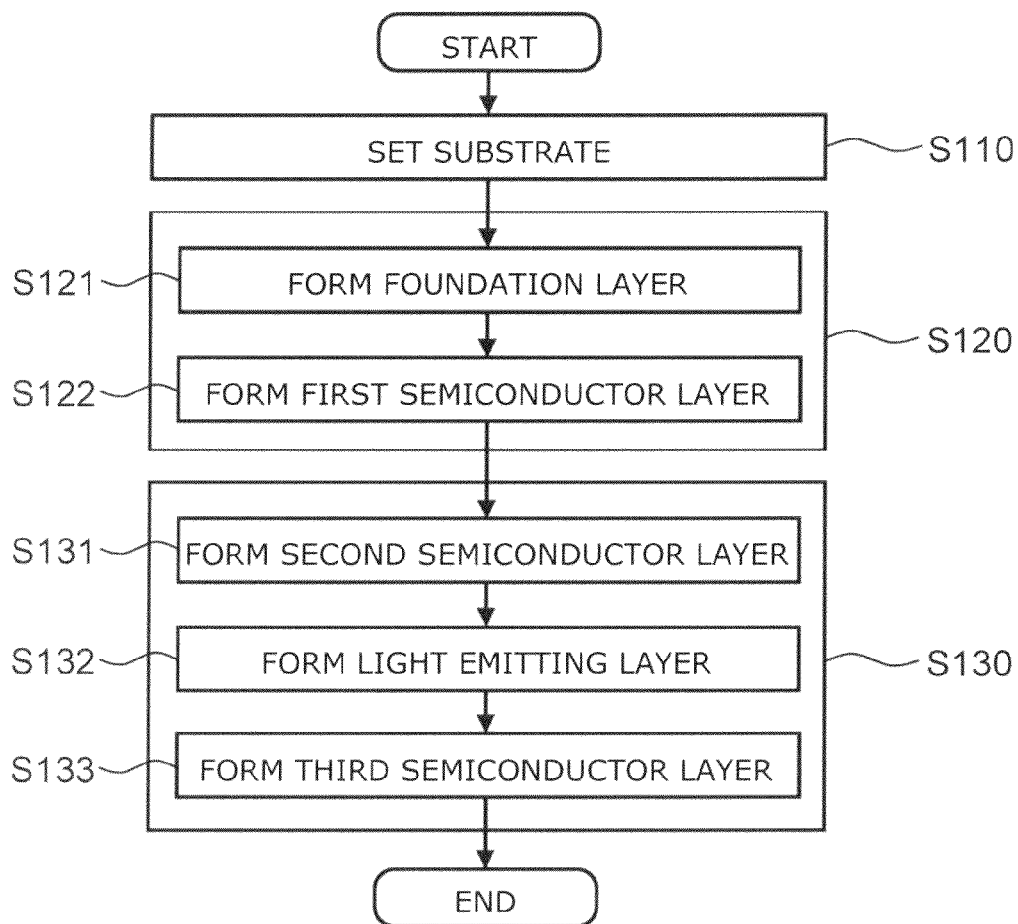 START
SET SUBSTRATE
S110
S121
FORM FOUNDATION LAYER
S120
S122
FORM FIRST SEMICONDUCTOR LAYER
S131
FORM SECOND SEMICONDUCTOR LAYER
S132
FORM LIGHT EMITTING LAYER
S130
S133
FORM THIRD SEMICONDUCTOR LAYER
END